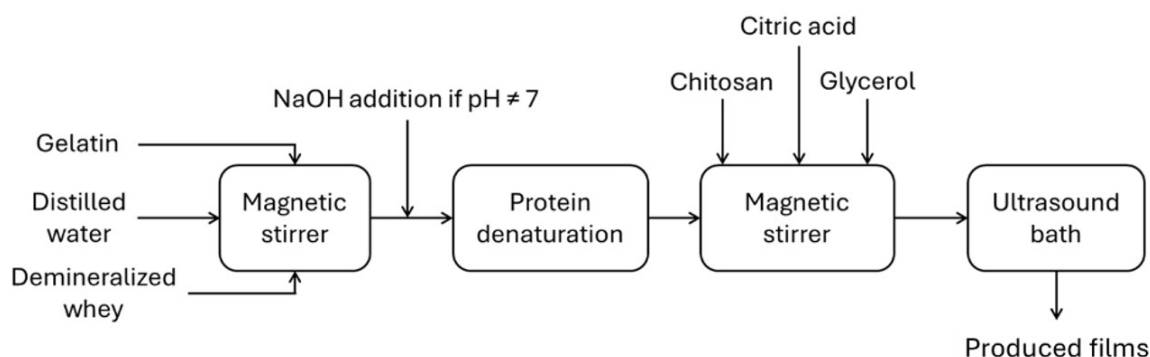 Citric acid
Chitosan
Glycerol
NaOH addition if pH ≠ 7
Gelatin
Distilled
water
Demineralized
whey
Magnetic
stirrer
Protein
denaturation
Magnetic
stirrer
Ultrasound
bath
Produced films